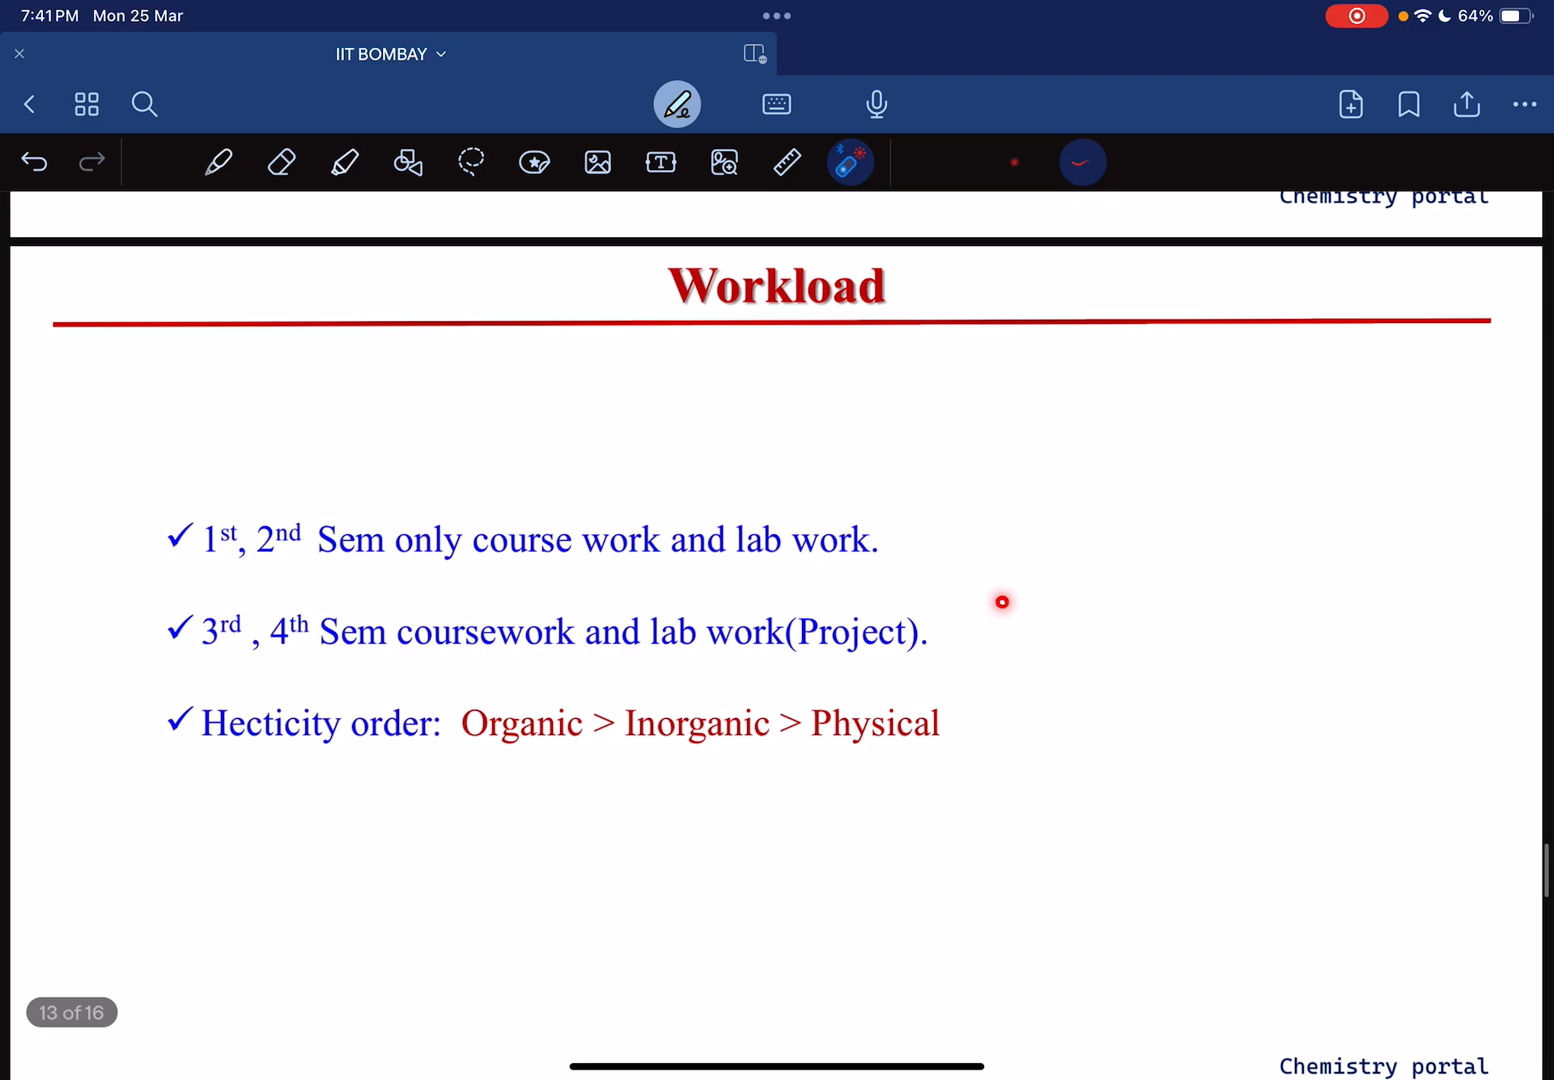 7:41 PM Mon 25 Mar
64%
IIT BOMBAY
Chemistry portal
Workload
✓ 1st, 2nd Sem only course work and lab work.
✓ 3rd , 4th Sem coursework and lab work(Project).
✓ Hecticity order: Organic > Inorganic > Physical
13 of 16
Chemistry portal